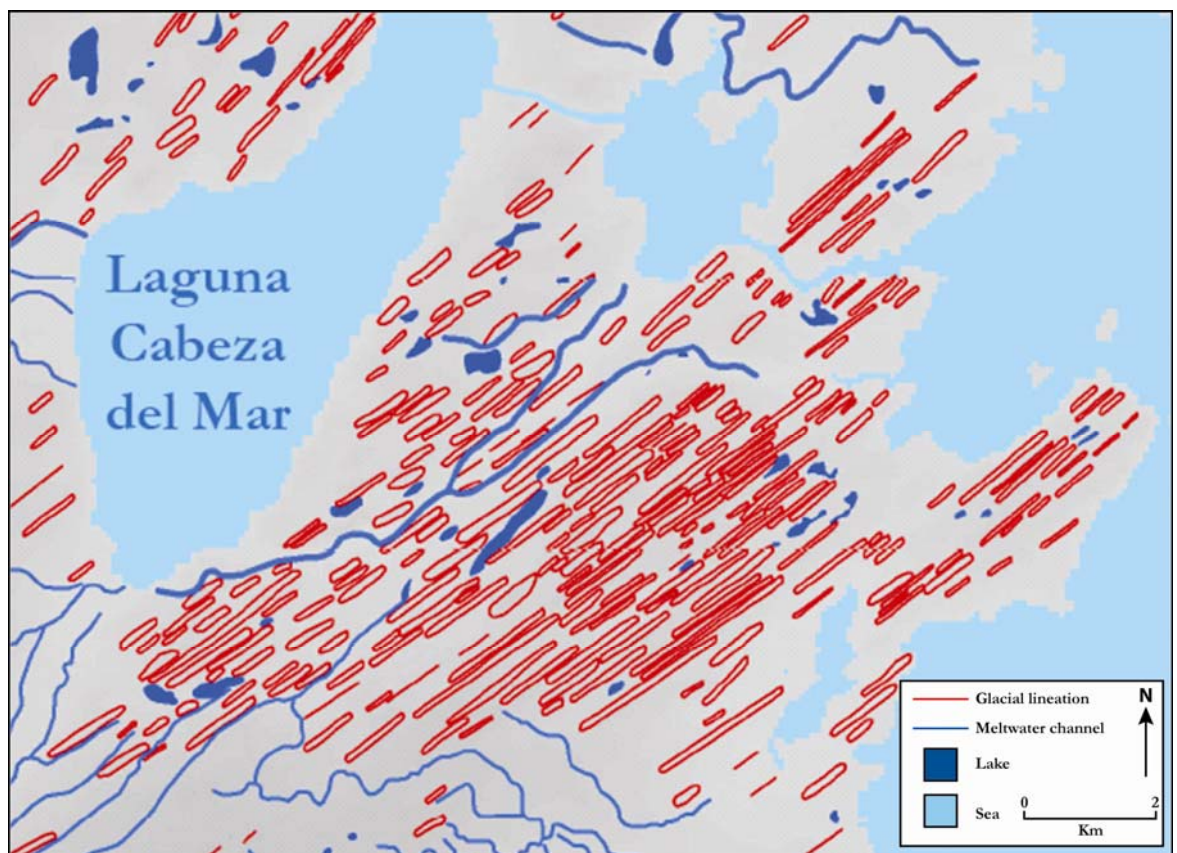 Laguna
Cabeza
del Mar
Glacial lineation
Meltwater channel
Lake
Sea
N
0 2
Km